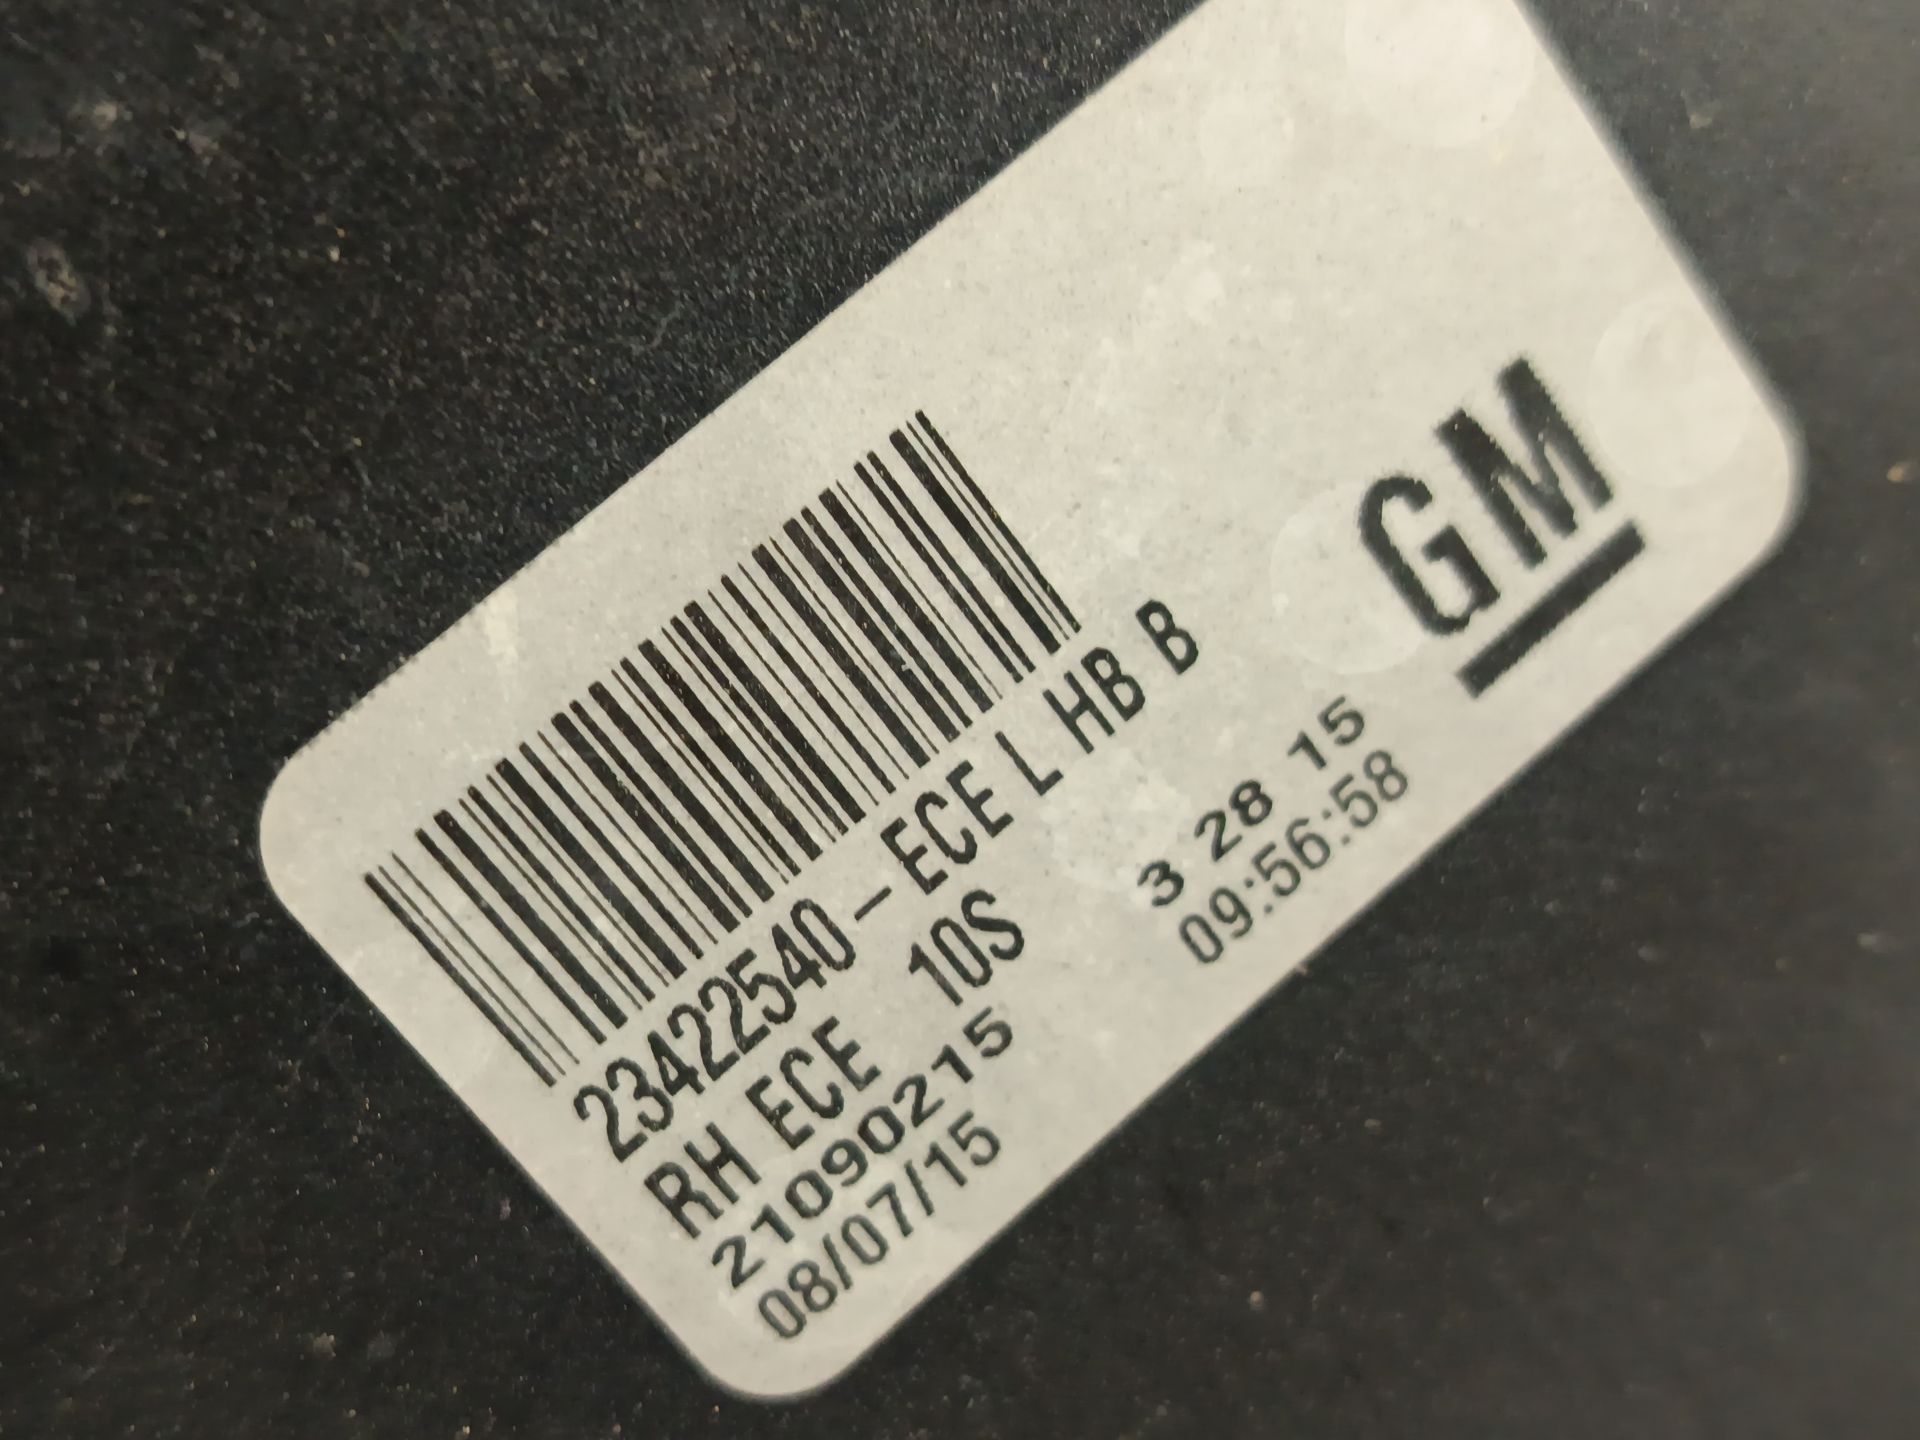 23422540-ECE L HB B
RH ECE 10S
21090215 3 28 15
08/07/15 09:56:58
GM